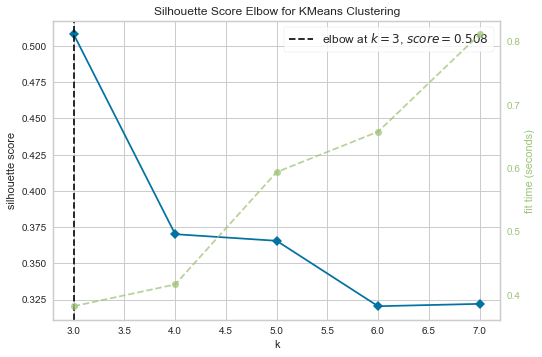 Silhouette Score Elbow for KMeans Clustering
elbow at k = 3, score = 0.508
silhouette score
0.500
0.475
0.450
0.425
0.400
0.375
0.350
0.325
3.0 3.5 4.0 4.5 5.0 5.5 6.0 6.5 7.0
k
0.8
0.7
0.6
0.5
0.4
fit time (seconds)